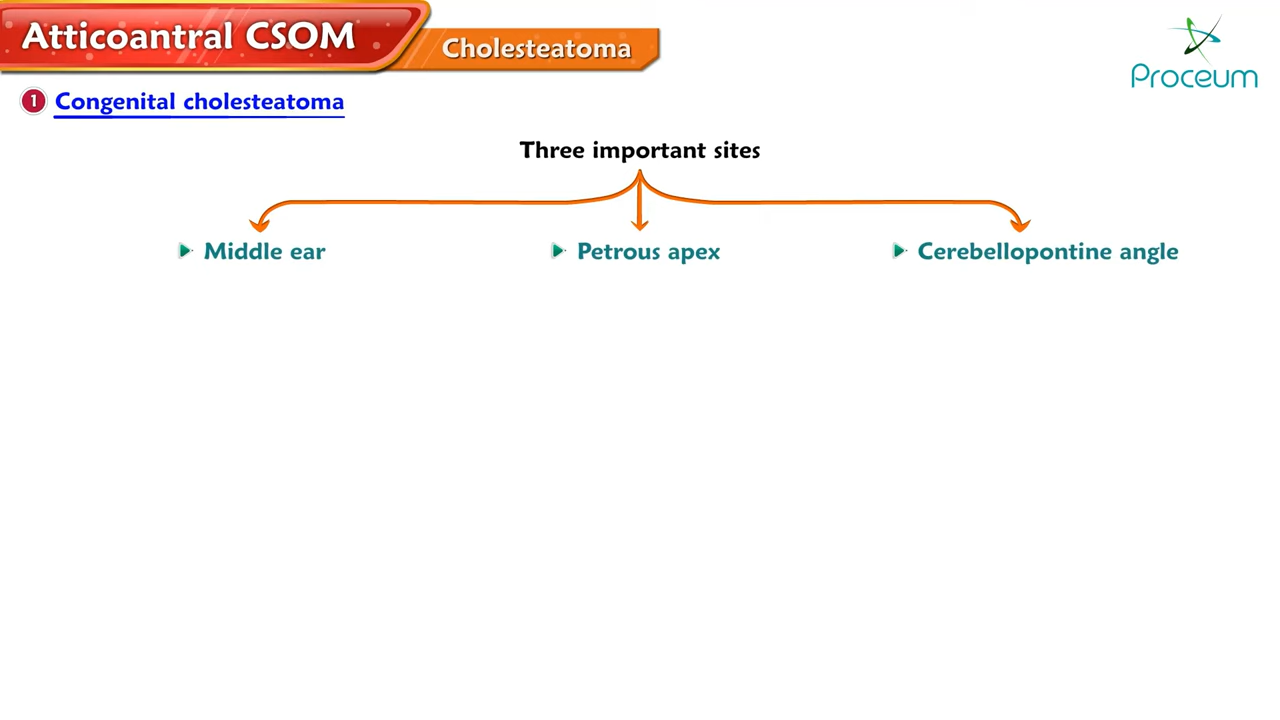 Atticoantral CSOM
Cholesteatoma
Proceum
1 Congenital cholesteatoma
Three important sites
Middle ear
Petrous apex
Cerebellopontine angle